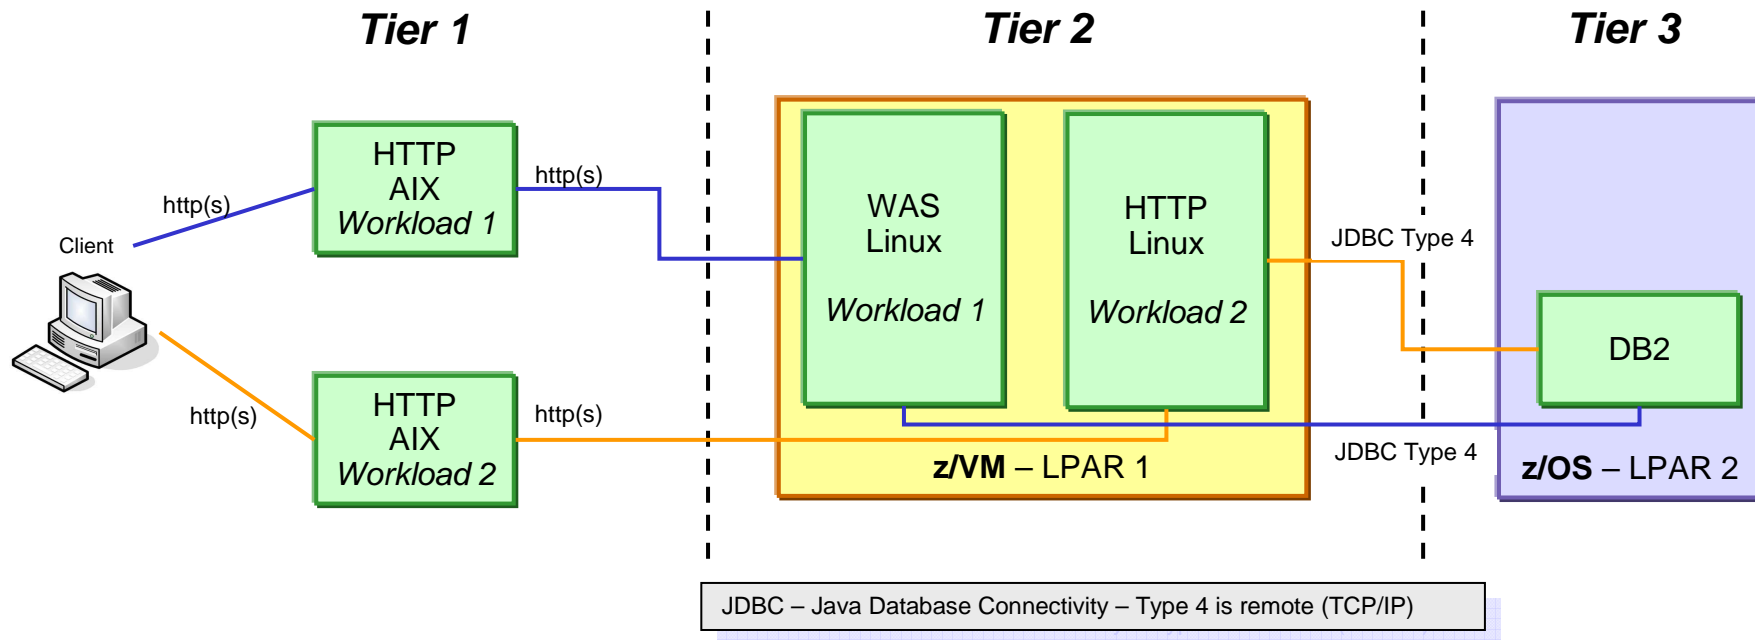 Tier 1
Tier 2
Tier 3
HTTP
AIX
Workload 1
http(s)
http(s)
Client
WAS
Linux
Workload 1
HTTP
Linux
Workload 2
JDBC Type 4
DB2
HTTP
AIX
Workload 2
http(s)
http(s)
JDBC Type 4
z/VM – LPAR 1
z/OS – LPAR 2
JDBC – Java Database Connectivity – Type 4 is remote (TCP/IP)